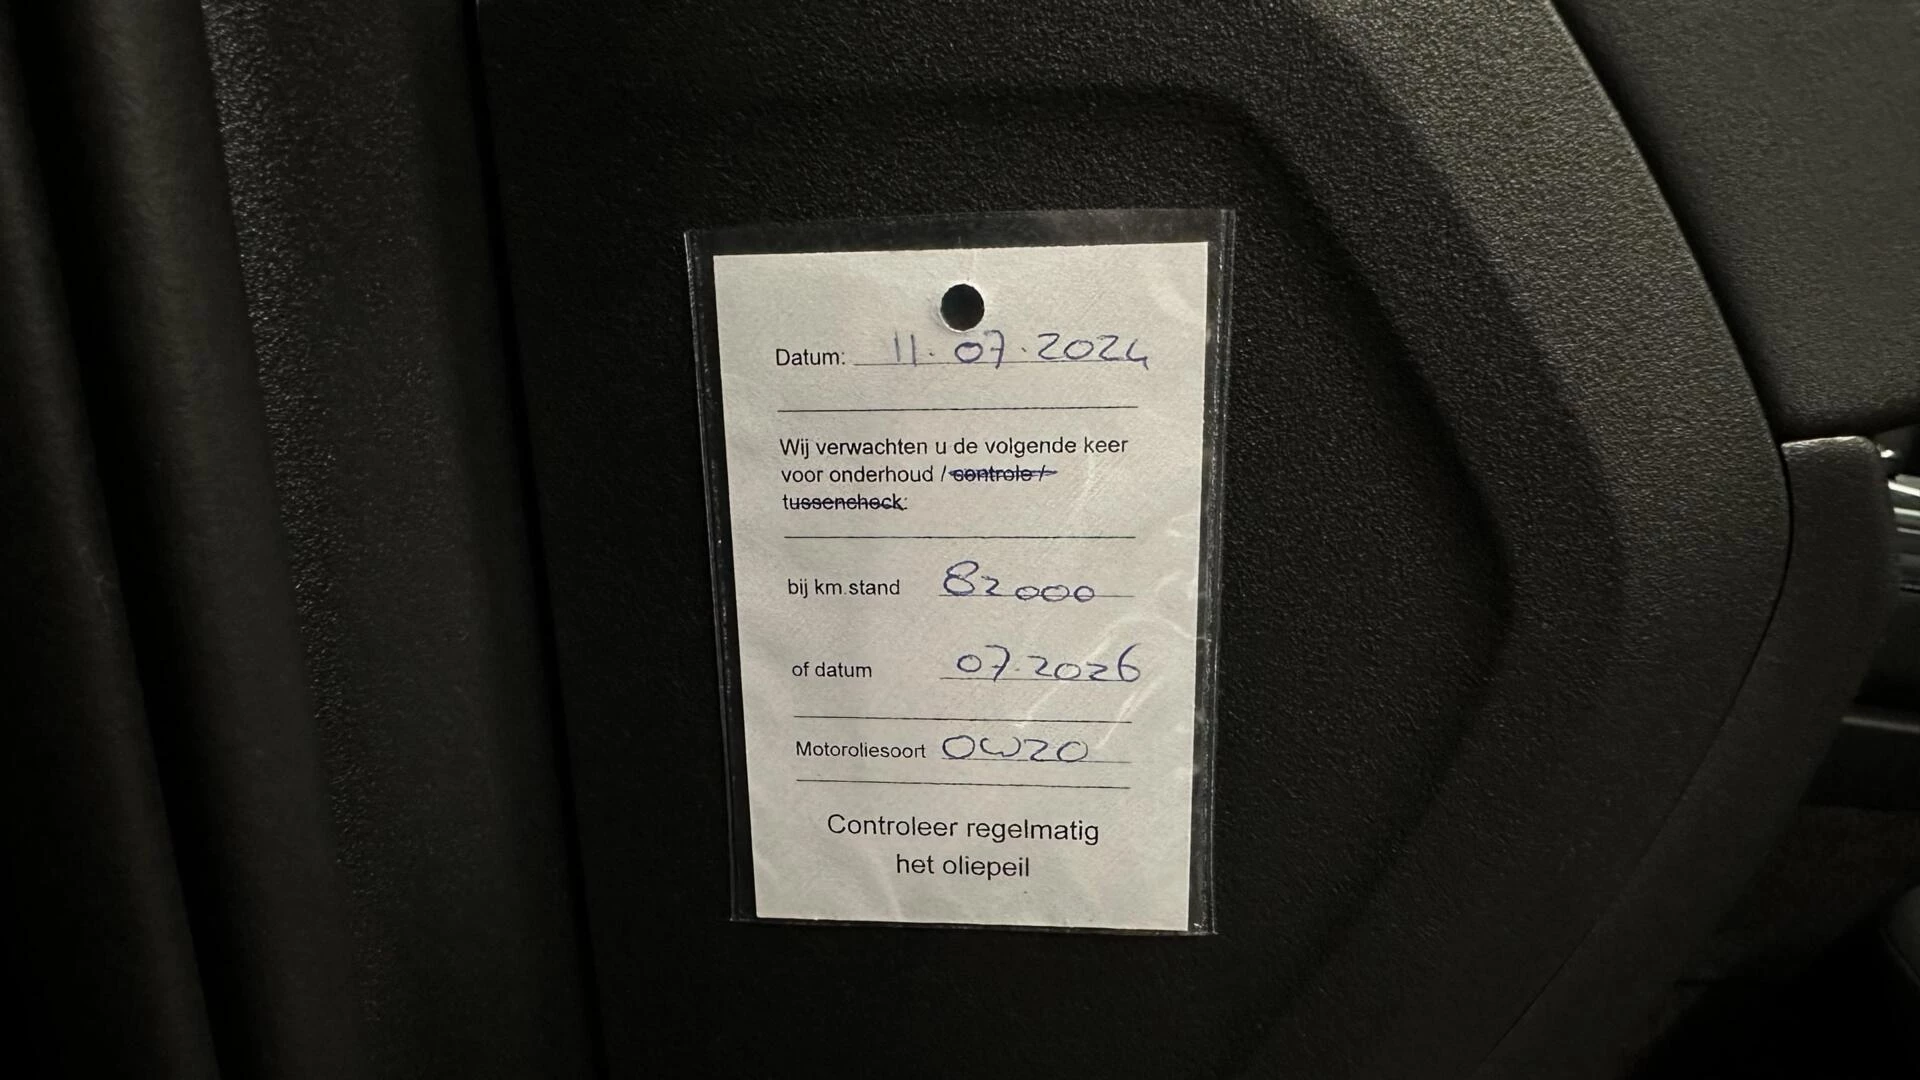 Datum: 11.07.2024
Wij verwachten u de volgende keer
voor onderhoud / controle /
tussencheck:
bij km.stand 82000
of datum 07.2026
Motoroliesoort 0W20
Controleer regelmatig
het oliepeil